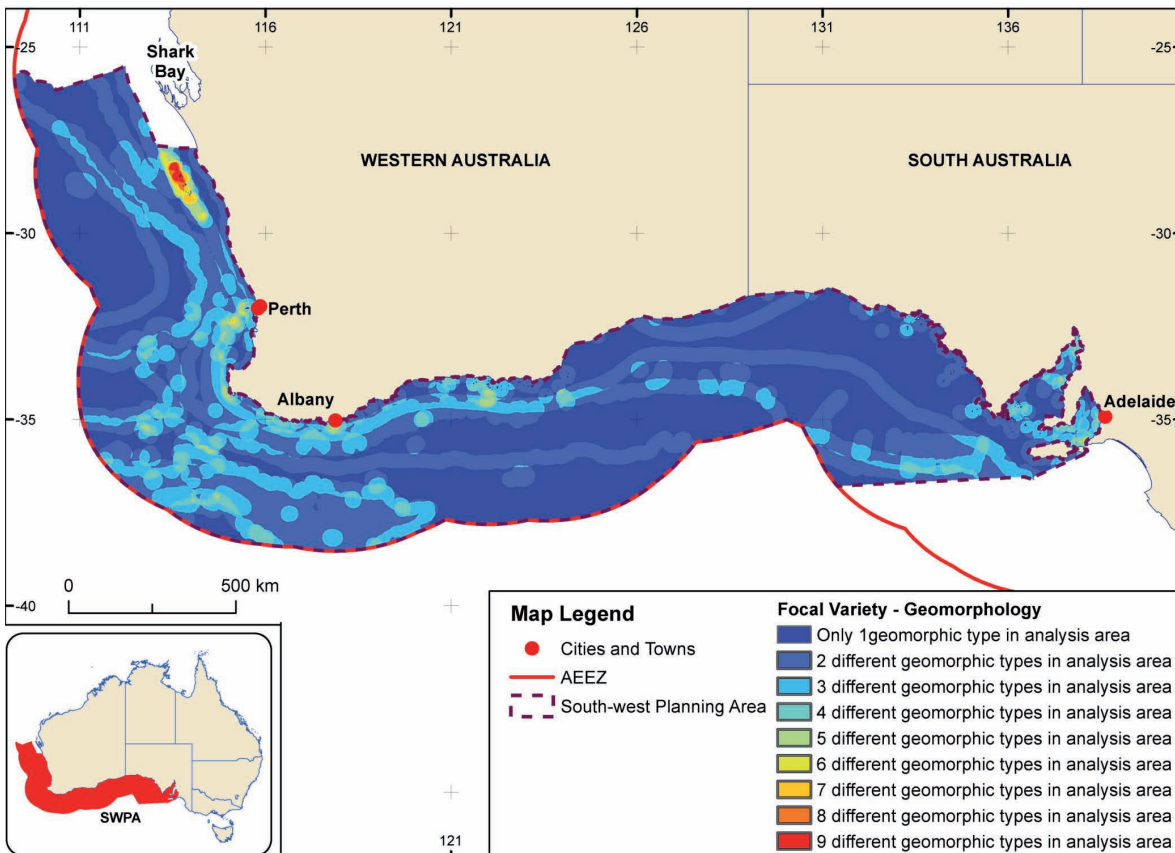 111
116
126
131
136
-25
Shark
Bay
WESTERN AUSTRALIA
SOUTH AUSTRALIA
-30
Perth
Albany
Adelaide
-35
0
500 km
-40
SWPA
121
Map Legend
Cities and Towns
AEEZ
South-west Planning Area
Focal Variety - Geomorphology
Only 1geomorphic type in analysis area
2 different geomorphic types in analysis area
3 different geomorphic types in analysis area
4 different geomorphic types in analysis area
5 different geomorphic types in analysis area
6 different geomorphic types in analysis area
7 different geomorphic types in analysis area
8 different geomorphic types in analysis area
9 different geomorphic types in analysis area